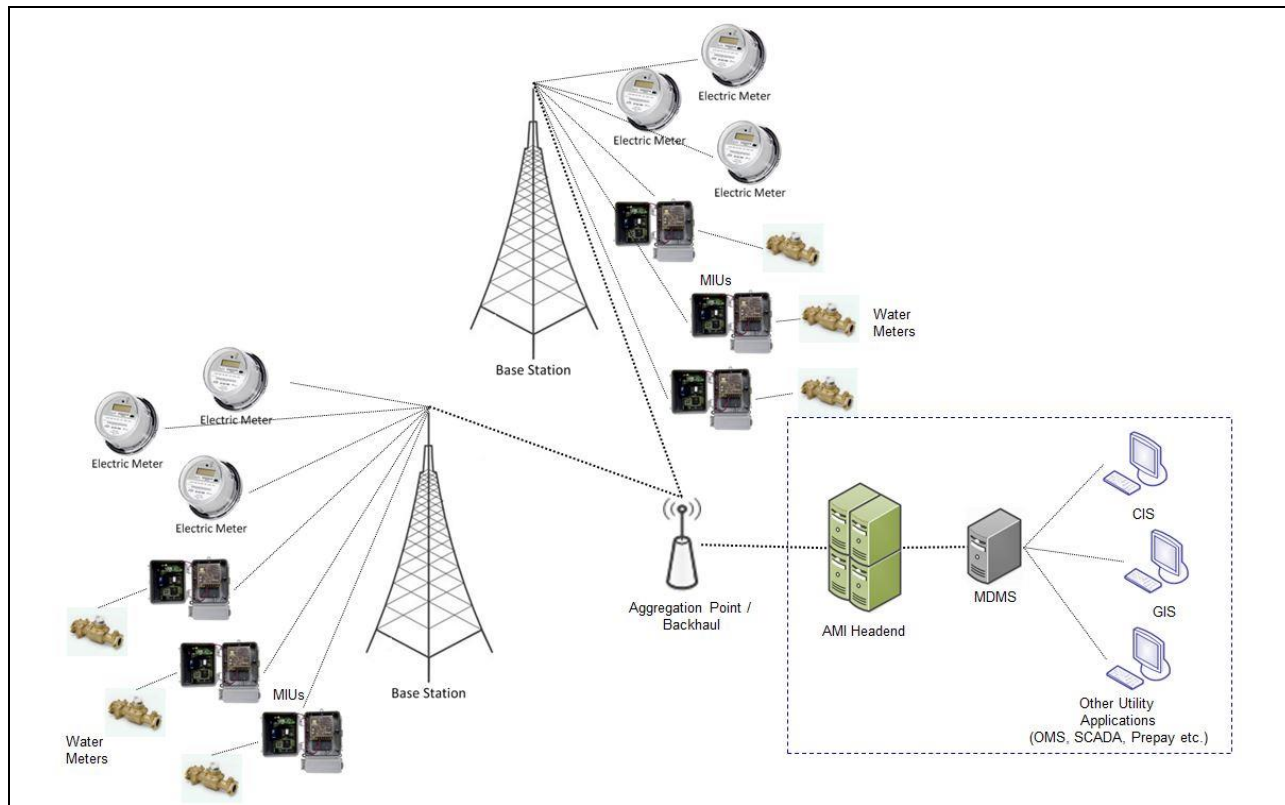 Electric Meter
Electric Meter
Electric Meter
MIUs
Water
Meters
Base Station
Electric Meter
Electric Meter
Electric Meter
MIUs
Water
Meters
Base Station
Aggregation Point /
Backhaul
AMI Headend
MDMS
CIS
GIS
Other Utility
Applications
(OMS, SCADA, Prepay etc.)